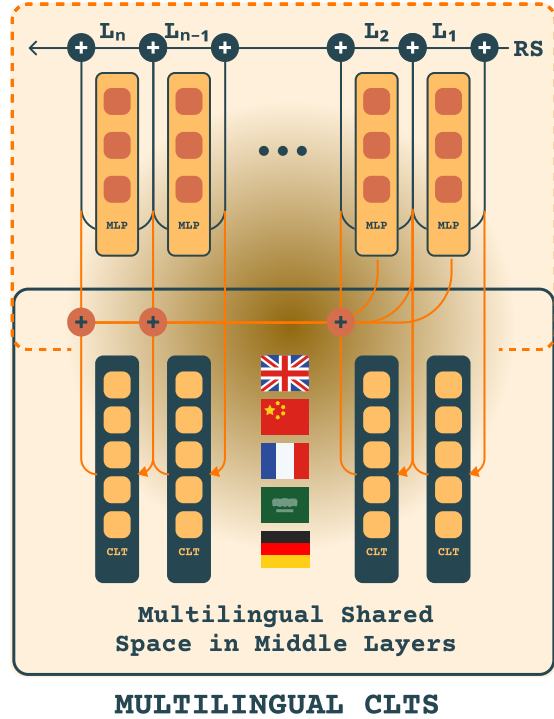 Lₙ Lₙ₋₁ L₂ L₁
RS
MLP MLP MLP MLP
CLT CLT CLT CLT
Multilingual Shared
Space in Middle Layers
MULTILINGUAL CLTS